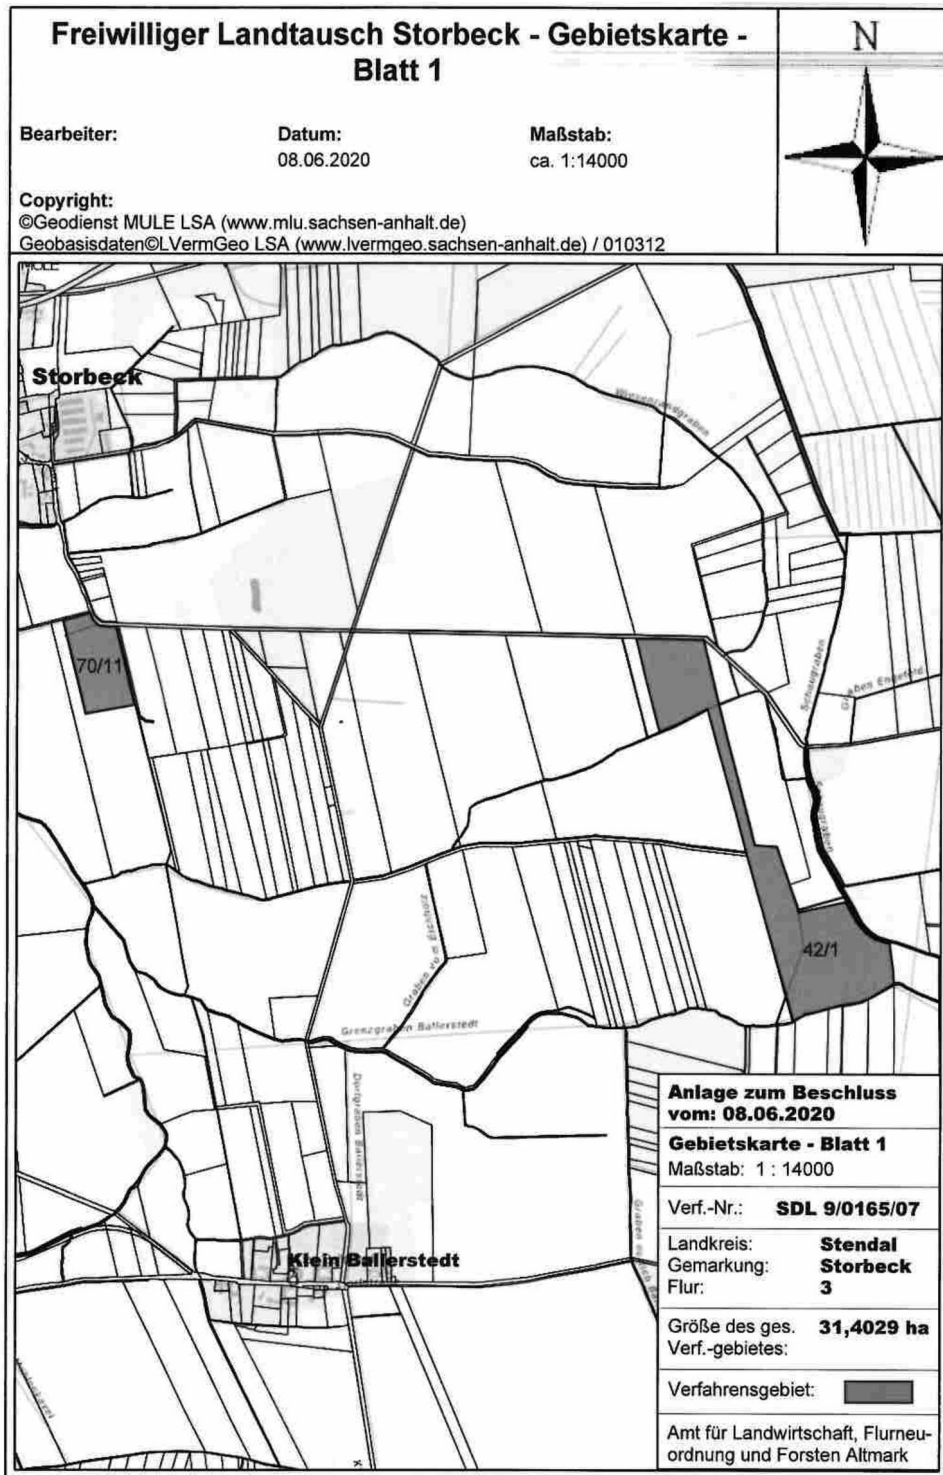 Freiwilliger Landtausch Storbeck - Gebietskarte -
Blatt 1
N
Bearbeiter:
Datum:
Maßstab:
08.06.2020
ca. 1:14000
Copyright:
©Geodienst MULE LSA (www.mlu.sachsen-anhalt.de)
Geobasisdaten©LVermGeo LSA (www.lvermgeo.sachsen-anhalt.de) / 010312
MULE
Storbeck
70/11
Schaugraben
Graben Engefeld
42/1
Grenzgraben Ballerstedt
Klein Ballerstedt
Anlage zum Beschluss
vom: 08.06.2020
Gebietskarte - Blatt 1
Maßstab: 1 : 14000
Verf.-Nr.: SDL 9/0165/07
Landkreis: Stendal
Gemarkung: Storbeck
Flur: 3
Größe des ges. 31,4029 ha
Verf.-gebietes:
Verfahrensgebiet:
Amt für Landwirtschaft, Flurneu-
ordnung und Forsten Altmark